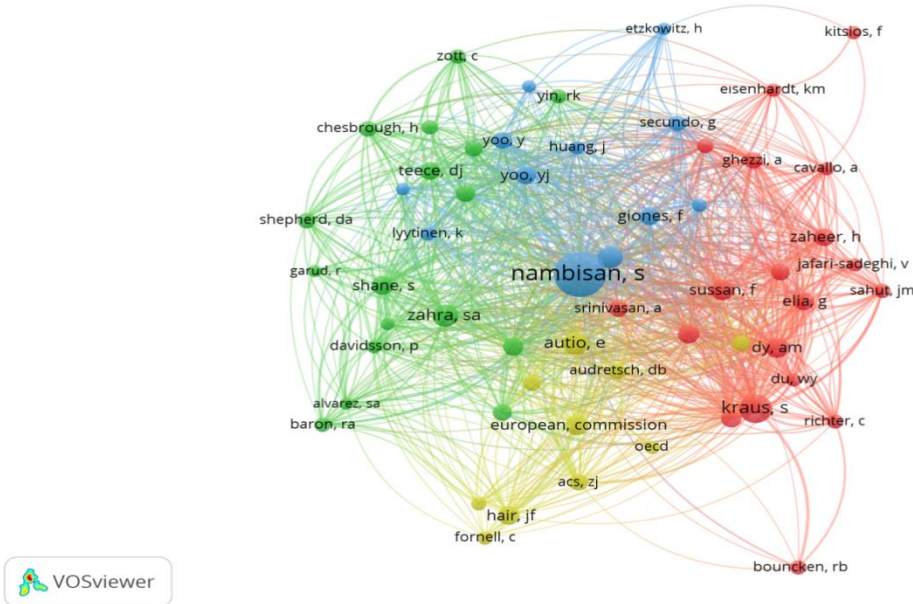 etzkowitz, h
kitsios, f
zott, c
eisenhardt, km
yin, rk
chesbrough, h
secundo, g
yoo, y
huang, j
ghezzi, a
cavallo, a
teece, dj
yoo, yj
shepherd, da
giones, f
lyytinen, k
zaheer, h
garud, r
nambisan, s
jafari-sadeghi, v
shane, s
sussan, f
elia, g
sahut, jm
zahra, sa
srinivasan, a
davidsson, p
autio, e
dy, am
audretsch, db
du, wy
alvarez, sa
kraus, s
baron, ra
european, commission
richter, c
oecd
acs, zj
hair, jf
fornell, c
bouncken, rb
VOSviewer